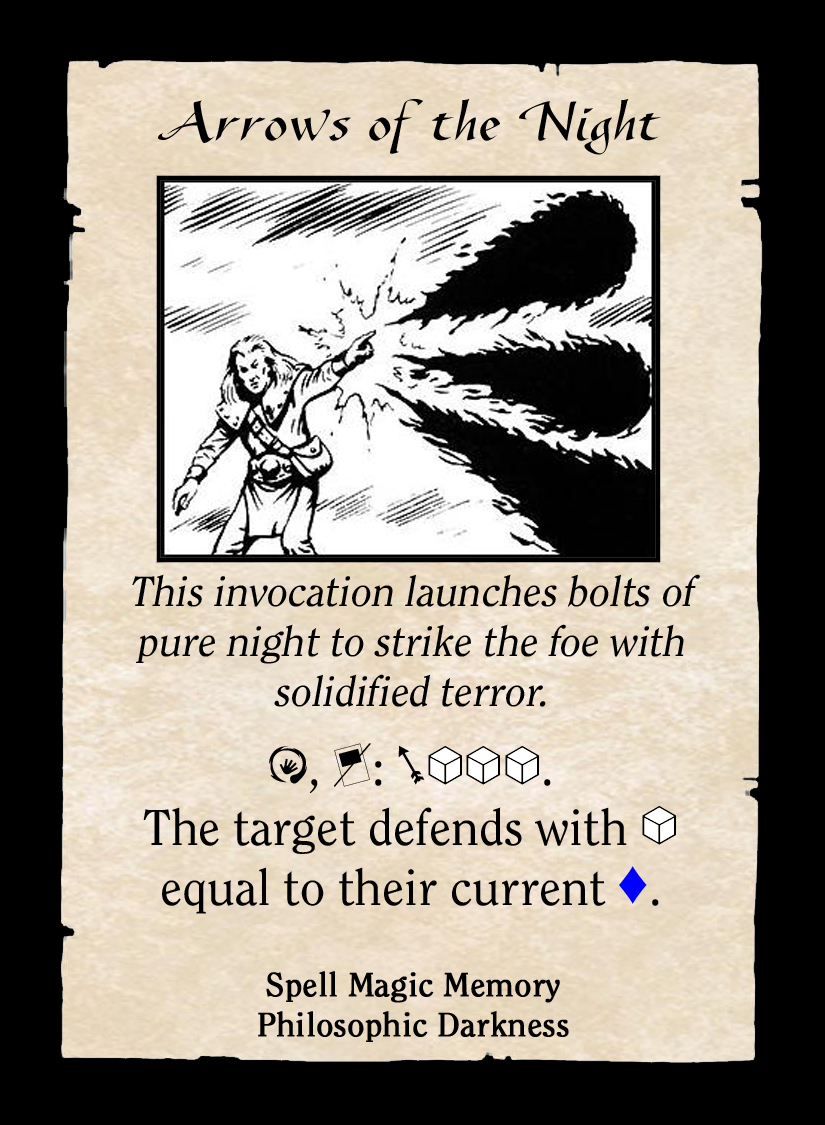 Arrows of the Night
This invocation launches bolts of
pure night to strike the foe with
solidified terror.
, : .
The target defends with
equal to their current ♦.
Spell Magic Memory
Philosophic Darkness